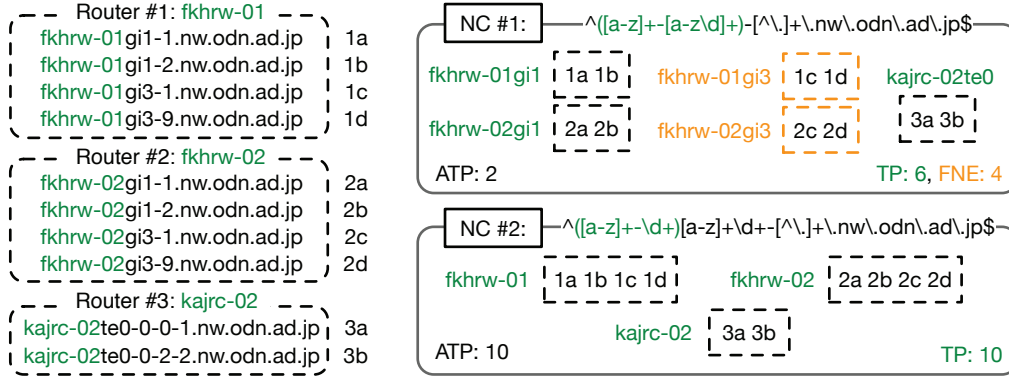 Router #1: fkhrw-01
fkhrw-01gi1-1.nw.odn.ad.jp 1a
fkhrw-01gi1-2.nw.odn.ad.jp 1b
fkhrw-01gi3-1.nw.odn.ad.jp 1c
fkhrw-01gi3-9.nw.odn.ad.jp 1d
Router #2: fkhrw-02
fkhrw-02gi1-1.nw.odn.ad.jp 2a
fkhrw-02gi1-2.nw.odn.ad.jp 2b
fkhrw-02gi3-1.nw.odn.ad.jp 2c
fkhrw-02gi3-9.nw.odn.ad.jp 2d
Router #3: kajrc-02
kajrc-02te0-0-0-1.nw.odn.ad.jp 3a
kajrc-02te0-0-2-2.nw.odn.ad.jp 3b
NC #1: ^([a-z]+-[a-z\d]+)-[^\.]+\.nw\.odn\.ad\.jp$
fkhrw-01gi1 1a 1b fkhrw-01gi3 1c 1d kajrc-02te0
fkhrw-02gi1 2a 2b fkhrw-02gi3 2c 2d 3a 3b
ATP: 2 TP: 6, FNE: 4
NC #2: ^([a-z]+-\d+)[a-z]+\d+-[^\.]+\.nw\.odn\.ad\.jp$
fkhrw-01 1a 1b 1c 1d fkhrw-02 2a 2b 2c 2d
kajrc-02 3a 3b
ATP: 10 TP: 10